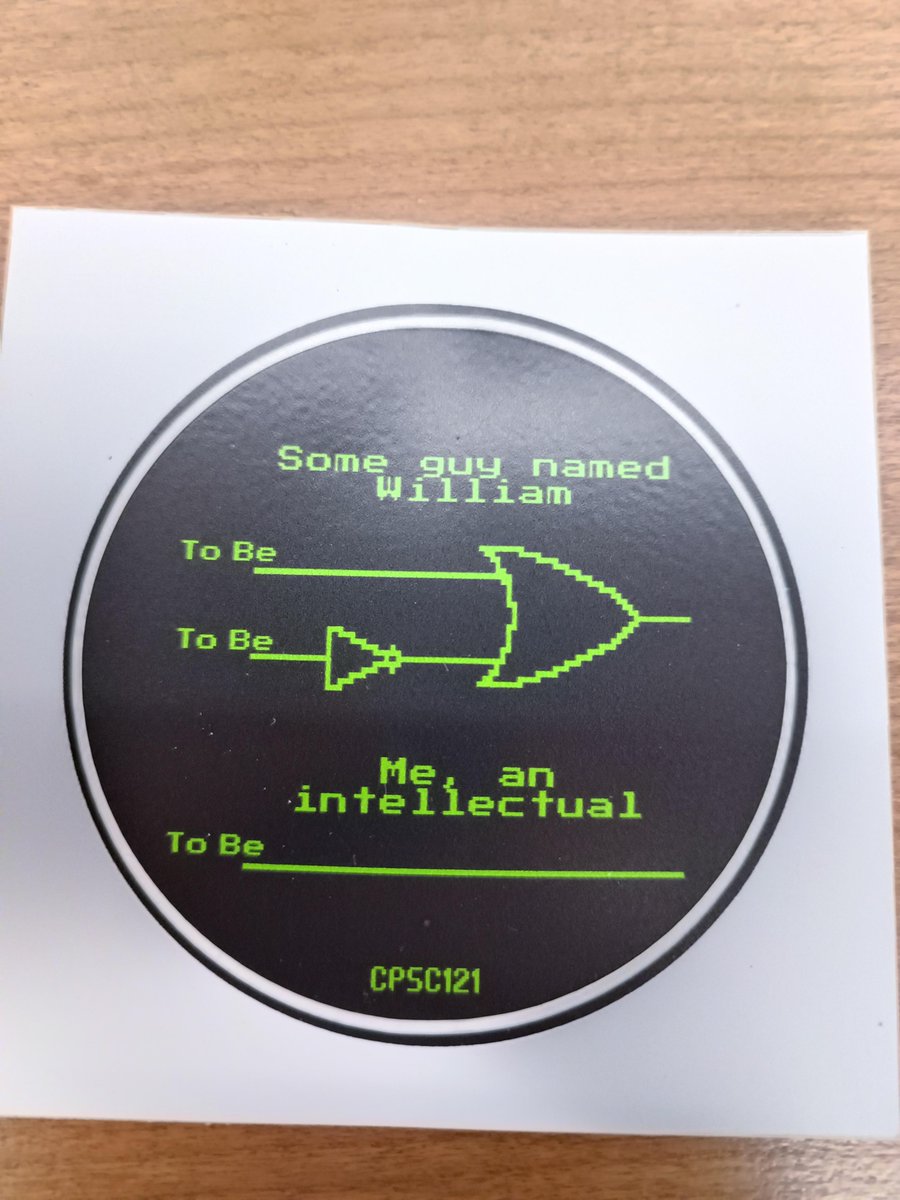 Some guy named
William
To Be
To Be
Me, an
intellectual
To Be
CPSC121